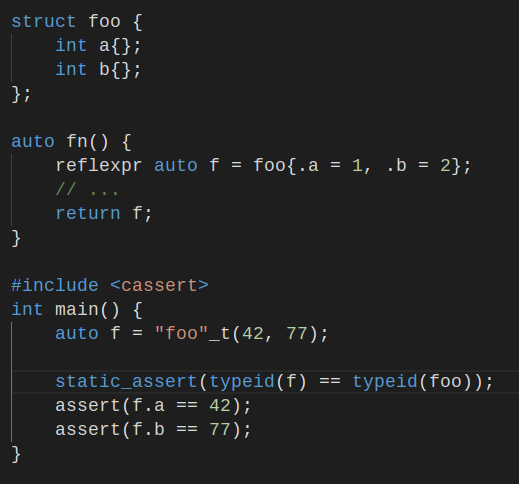 struct foo {
    int a{};
    int b{};
};

auto fn() {
    reflexpr auto f = foo{.a = 1, .b = 2};
    // ...
    return f;
}

#include <cassert>
int main() {
    auto f = "foo"_t(42, 77);

    static_assert(typeid(f) == typeid(foo));
    assert(f.a == 42);
    assert(f.b == 77);
}